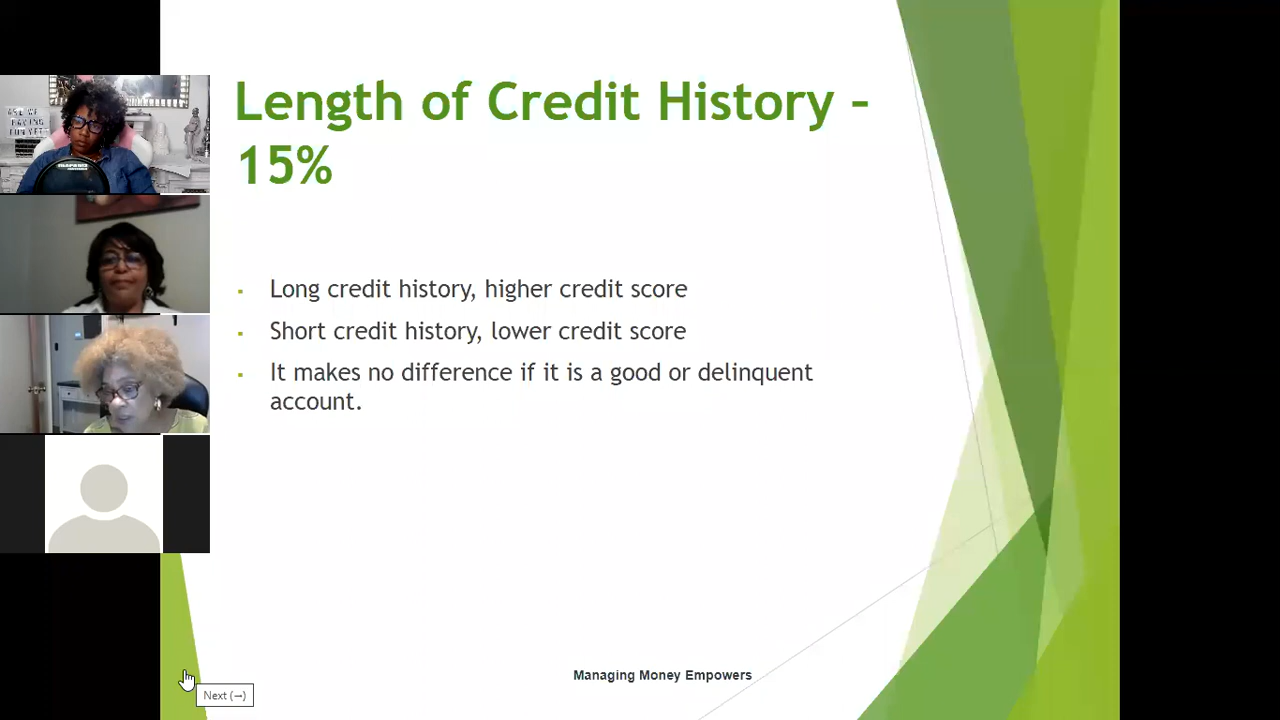 Length of Credit History –
15%
▪ Long credit history, higher credit score
▪ Short credit history, lower credit score
▪ It makes no difference if it is a good or delinquent
account.
Managing Money Empowers
Next (→)